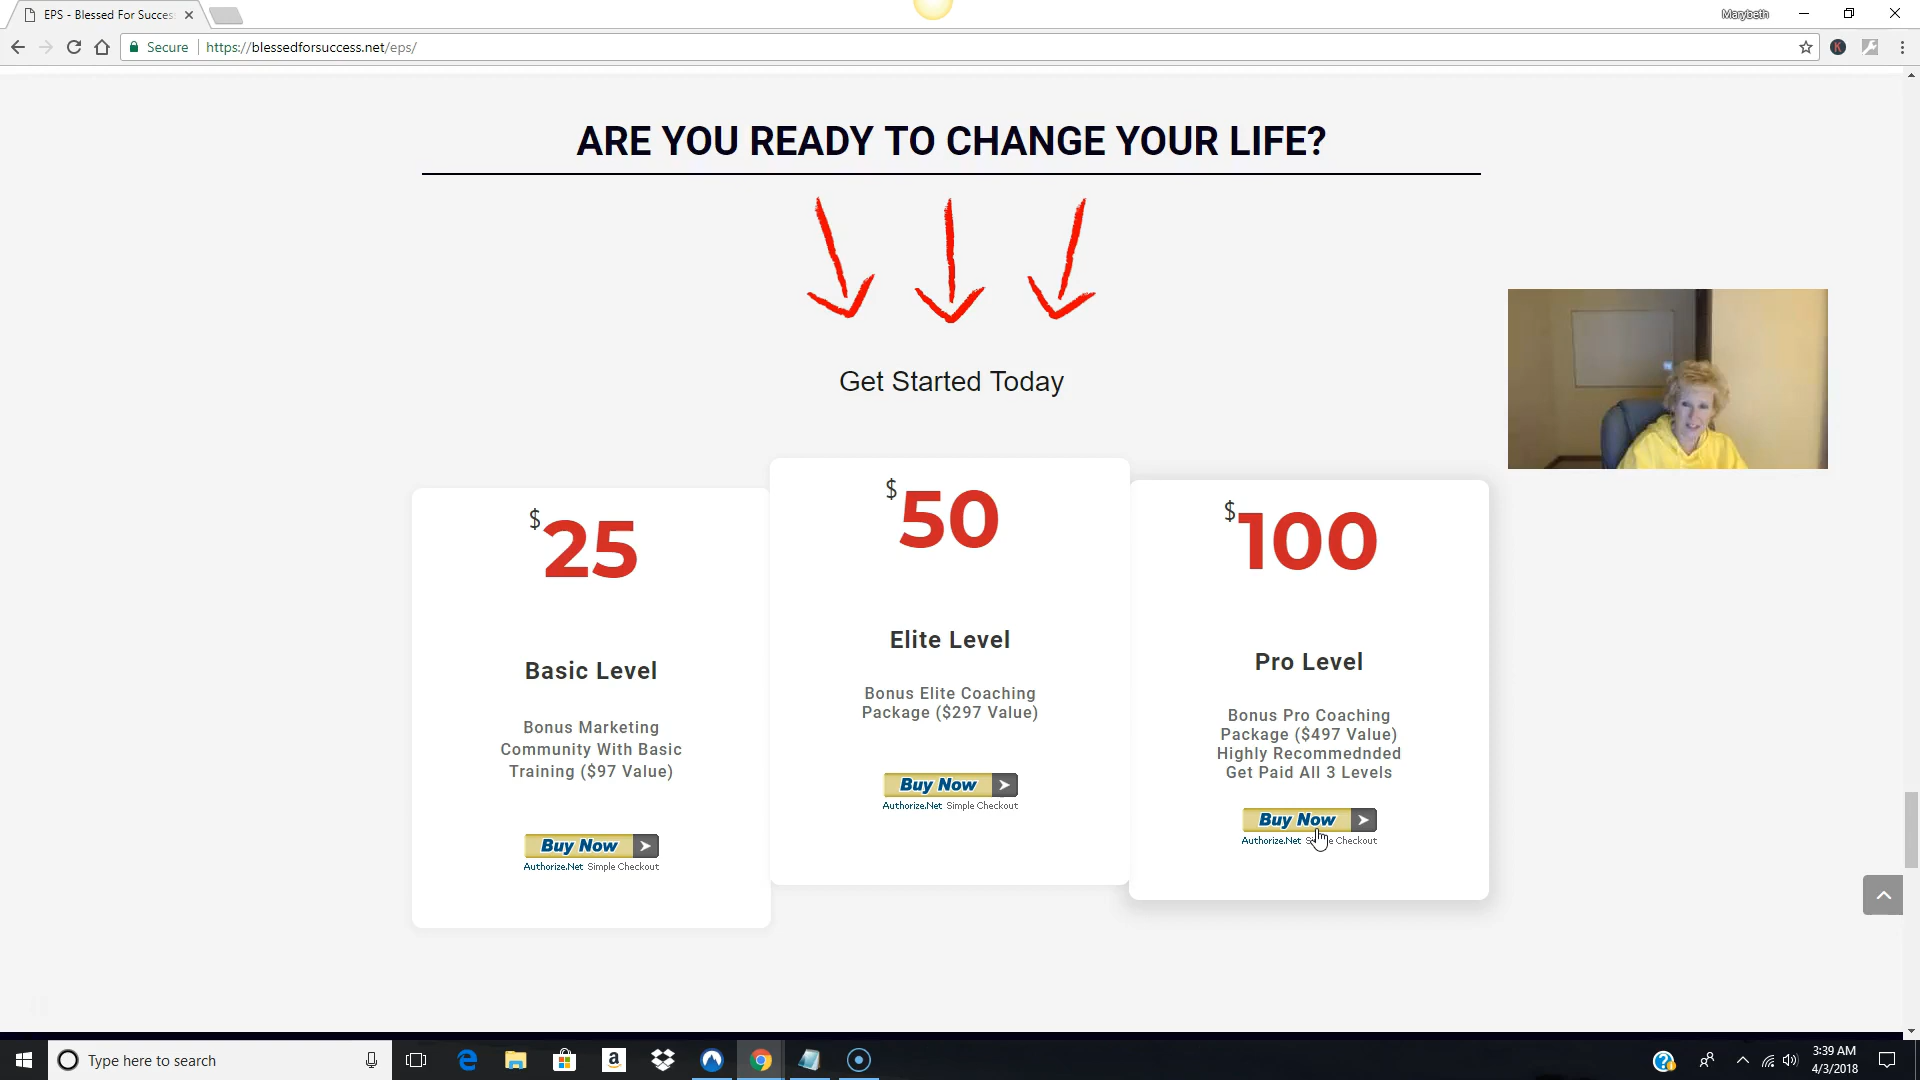 EPS - Blessed For Succes
Marybeth
Secure
https://blessedforsuccess.net/eps/
ARE YOU READY TO CHANGE YOUR LIFE?
Get Started Today
$25
Basic Level
Bonus Marketing
Community With Basic
Training ($97 Value)
Buy Now
Authorize.Net Simple Checkout
$50
Elite Level
Bonus Elite Coaching
Package ($297 Value)
Buy Now
Authorize.Net Simple Checkout
$100
Pro Level
Bonus Pro Coaching
Package ($497 Value)
Highly Recommednded
Get Paid All 3 Levels
Buy Now
Authorize.Net Checkout
Type here to search
3:39 AM
4/3/2018